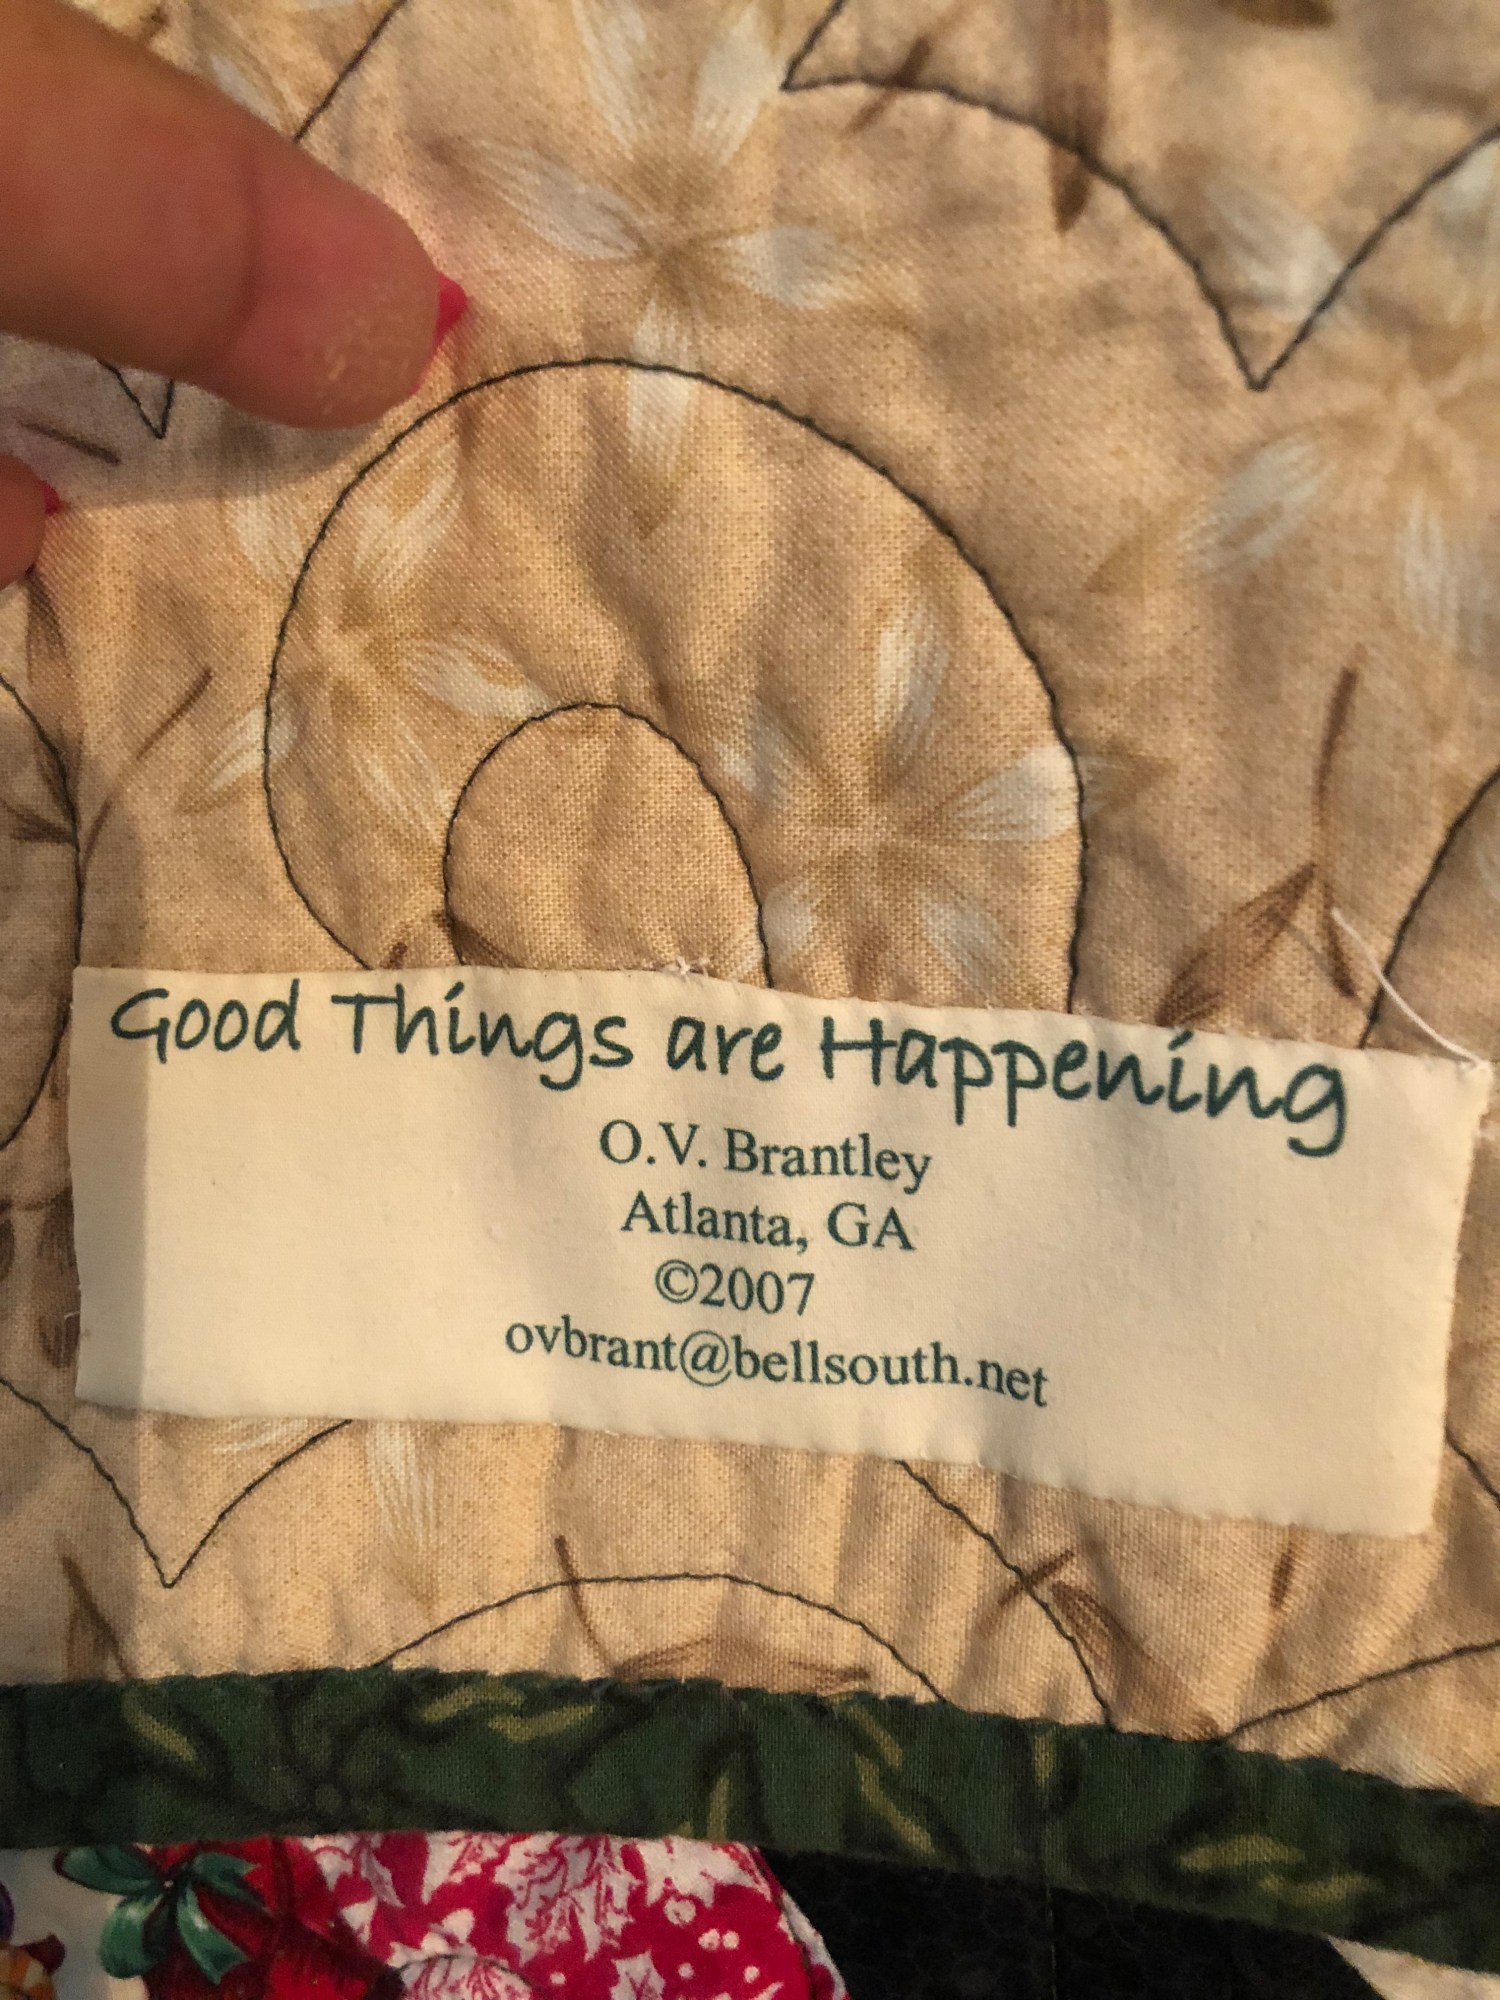 Good Things are Happening
O.V. Brantley
Atlanta, GA
©2007
ovbrant@bellsouth.net